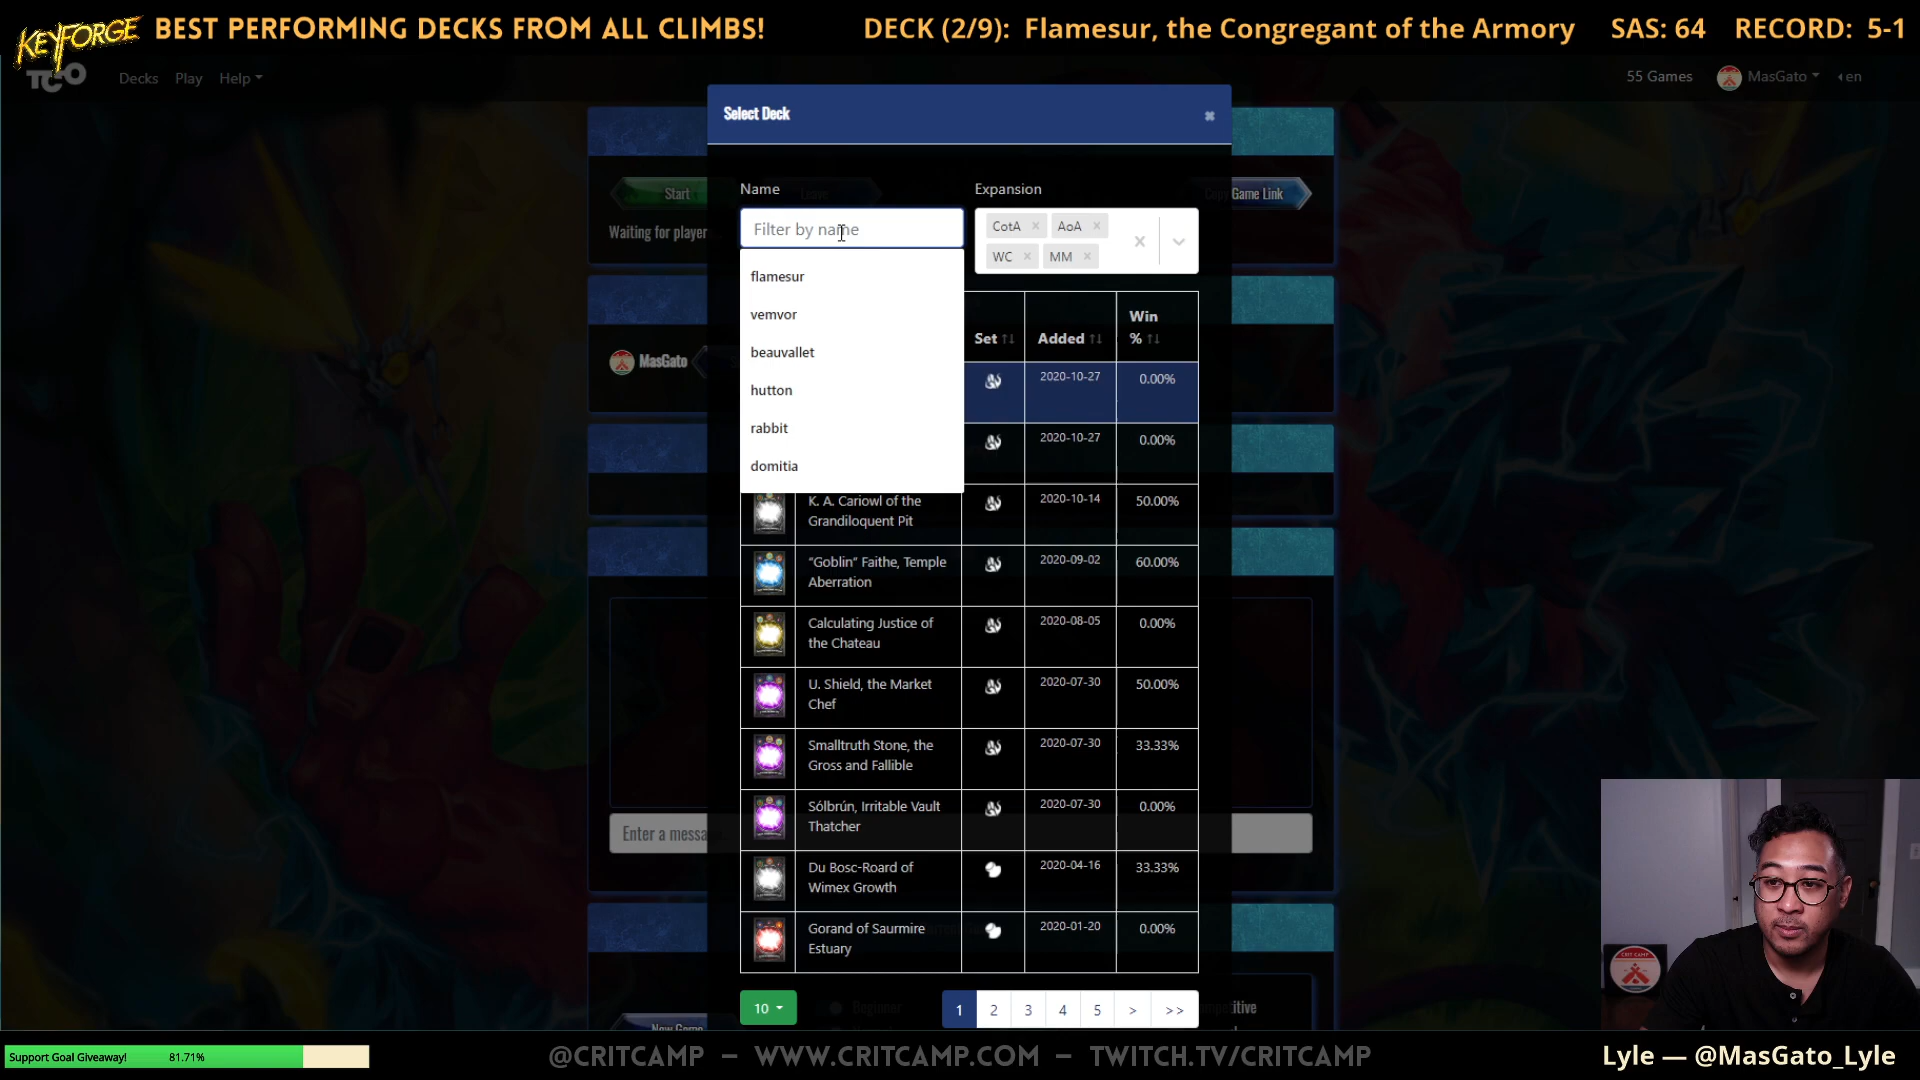 KEYFORGE
BEST PERFORMING DECKS FROM ALL CLIMBS!
DECK (2/9): Flamesur, the Congregant of the Armory SAS: 64 RECORD: 5-1
TCO Decks Play Help
55 Games MasGato en
Select Deck
Name
Expansion
Start
Game Link
Filter by name
CotA AoA
WC MM
Waiting for player
flamesur
vemvor
beauvallet
hutton
rabbit
domitia
MasGato
Set Added Win %
2020-10-27 0.00%
2020-10-27 0.00%
K. A. Cariowl of the Grandiloquent Pit 2020-10-14 50.00%
“Goblin” Faithe, Temple Aberration 2020-09-02 60.00%
Calculating Justice of the Chateau 2020-08-05 0.00%
U. Shield, the Market Chef 2020-07-30 50.00%
Smalltruth Stone, the Gross and Fallible 2020-07-30 33.33%
Sólbrún, Irritable Vault Thatcher 2020-07-30 0.00%
Enter a messa
Du Bosc-Roard of Wimex Growth 2020-04-16 33.33%
Gorand of Saurmire Estuary 2020-01-20 0.00%
10
1 2 3 4 5 > >>
Beginner
New Game
CRIT CAMP
Support Goal Giveaway! 81.71%
@CRITCAMP — WWW.CRITCAMP.COM — TWITCH.TV/CRITCAMP
Lyle — @MasGato_Lyle